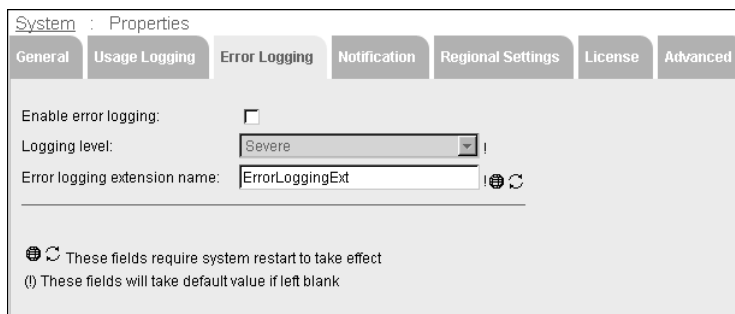 System : Properties
General Usage Logging Error Logging Notification Regional Settings License Advanced
Enable error logging:
Logging level: Severe !
Error logging extension name: ErrorLoggingExt !
These fields require system restart to take effect
(!) These fields will take default value if left blank